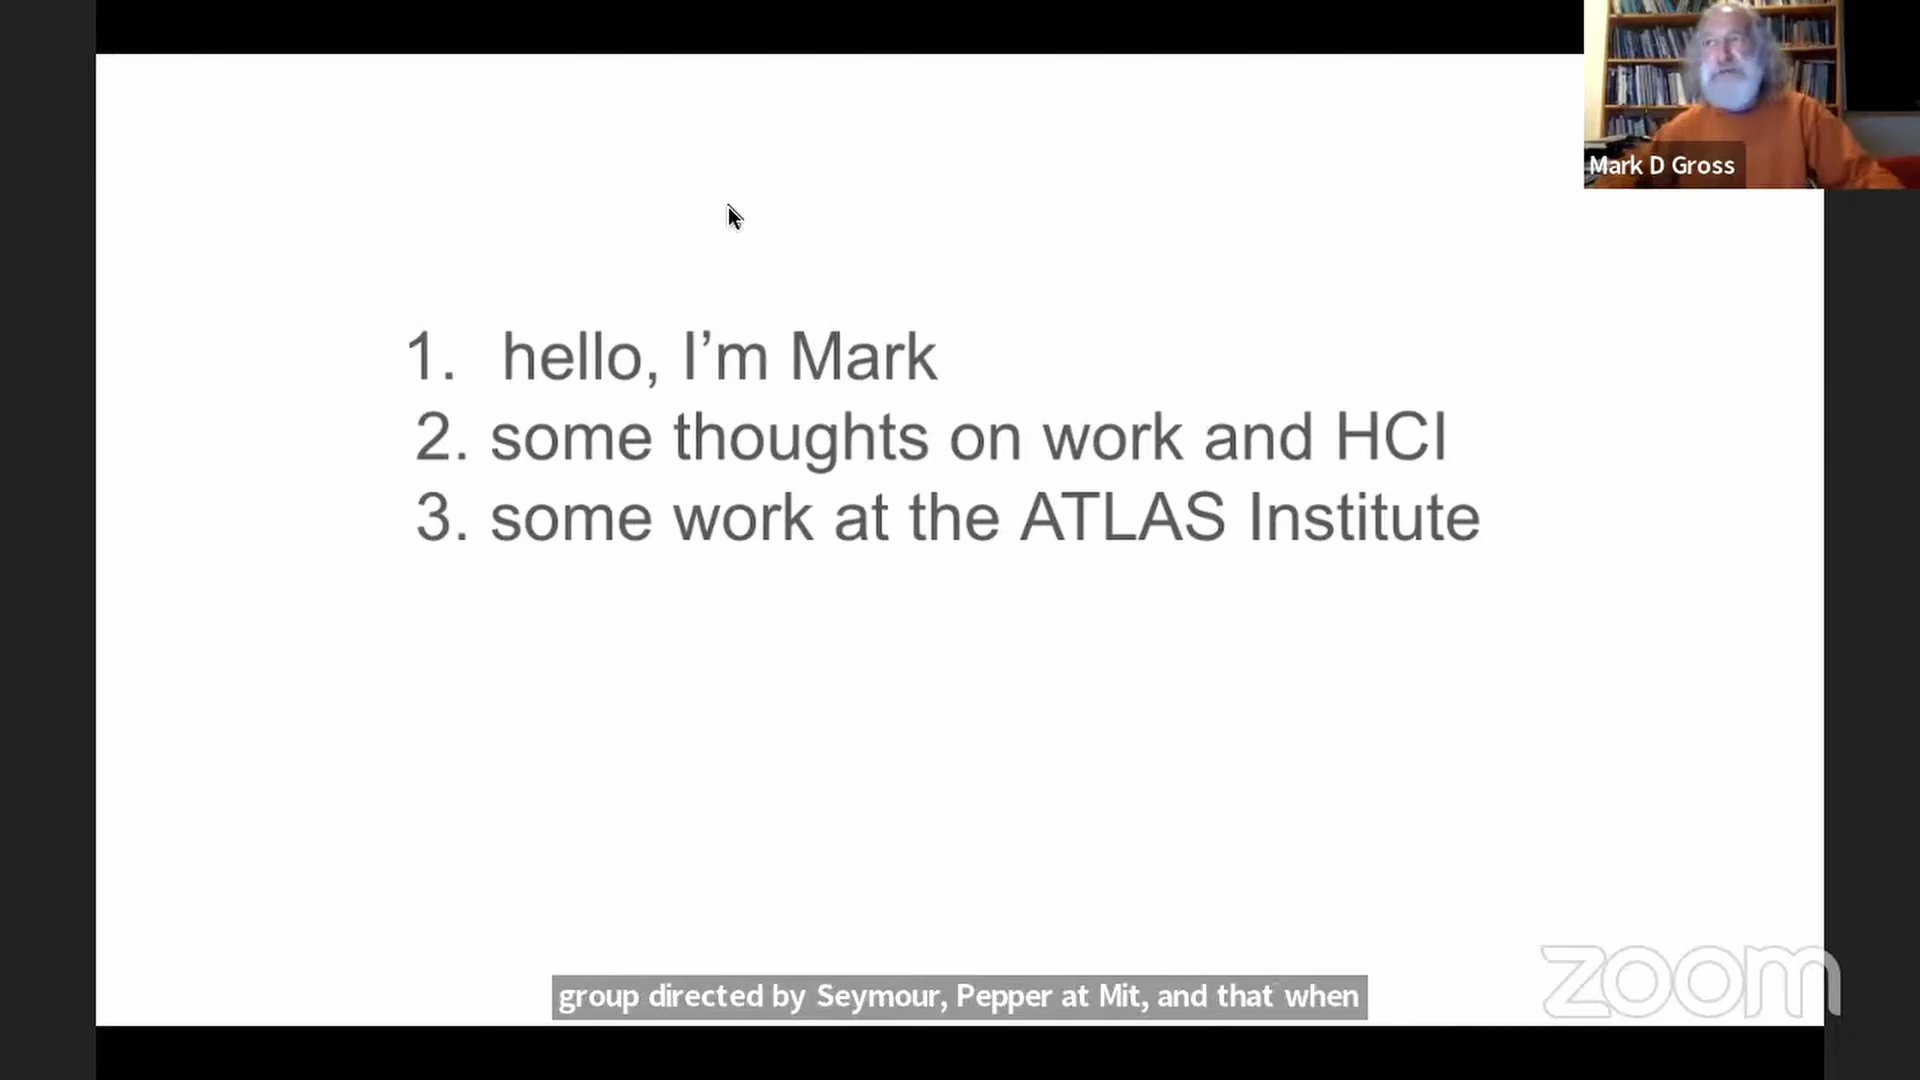 Mark D Gross
1. hello, I’m Mark
2. some thoughts on work and HCI
3. some work at the ATLAS Institute
group directed by Seymour, Pepper at Mit, and that when
zoom